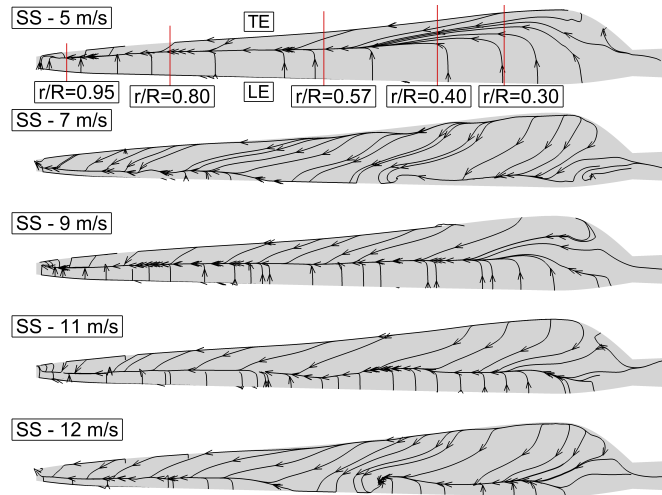 SS - 5 m/s
TE
LE
r/R=0.95
r/R=0.80
r/R=0.57
r/R=0.40
r/R=0.30
SS - 7 m/s
SS - 9 m/s
SS - 11 m/s
SS - 12 m/s